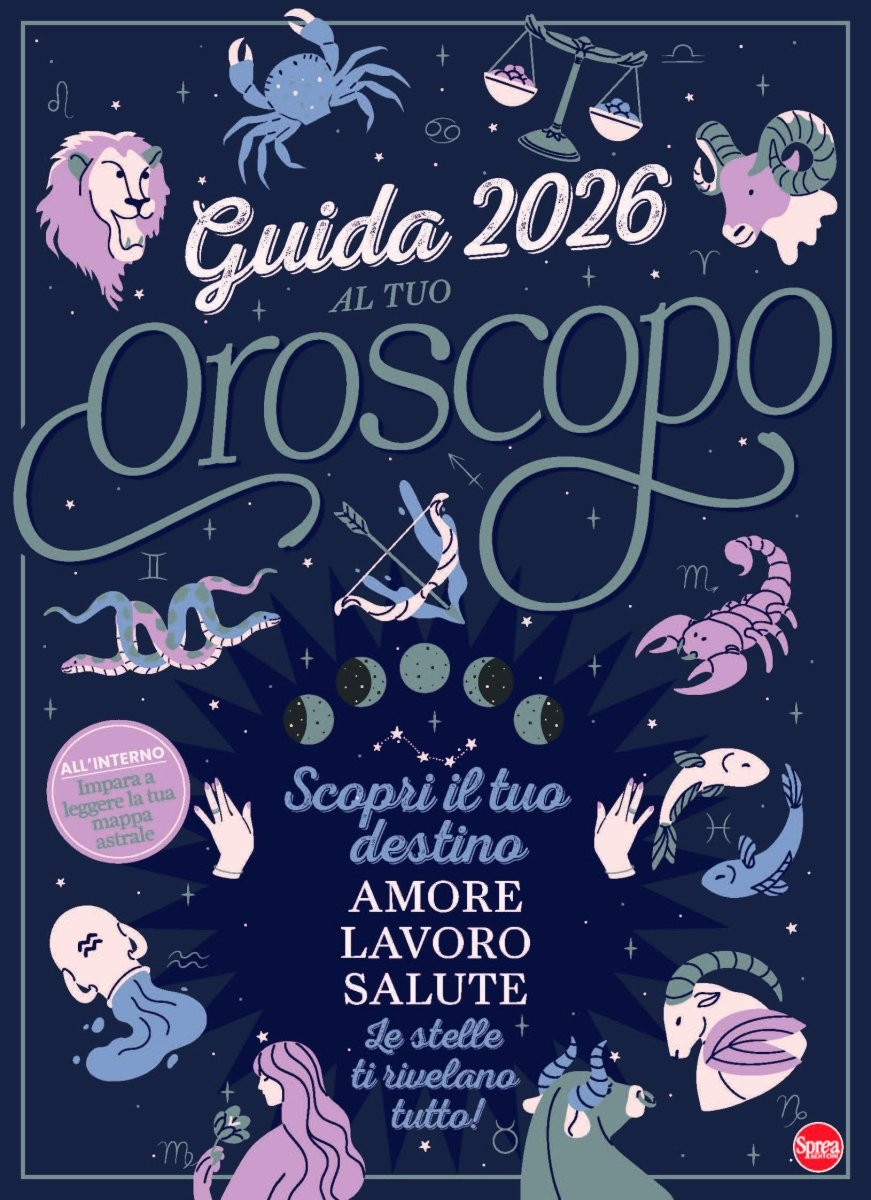 Guida 2026
AL TUO
oroscopo
ALL'INTERNO
Impara a
leggere la tua
mappa
astrale
Scopri il tuo
destino
AMORE
LAVORO
SALUTE
Le stelle
ti rivelano
tutto!
Sprea
EDITORI